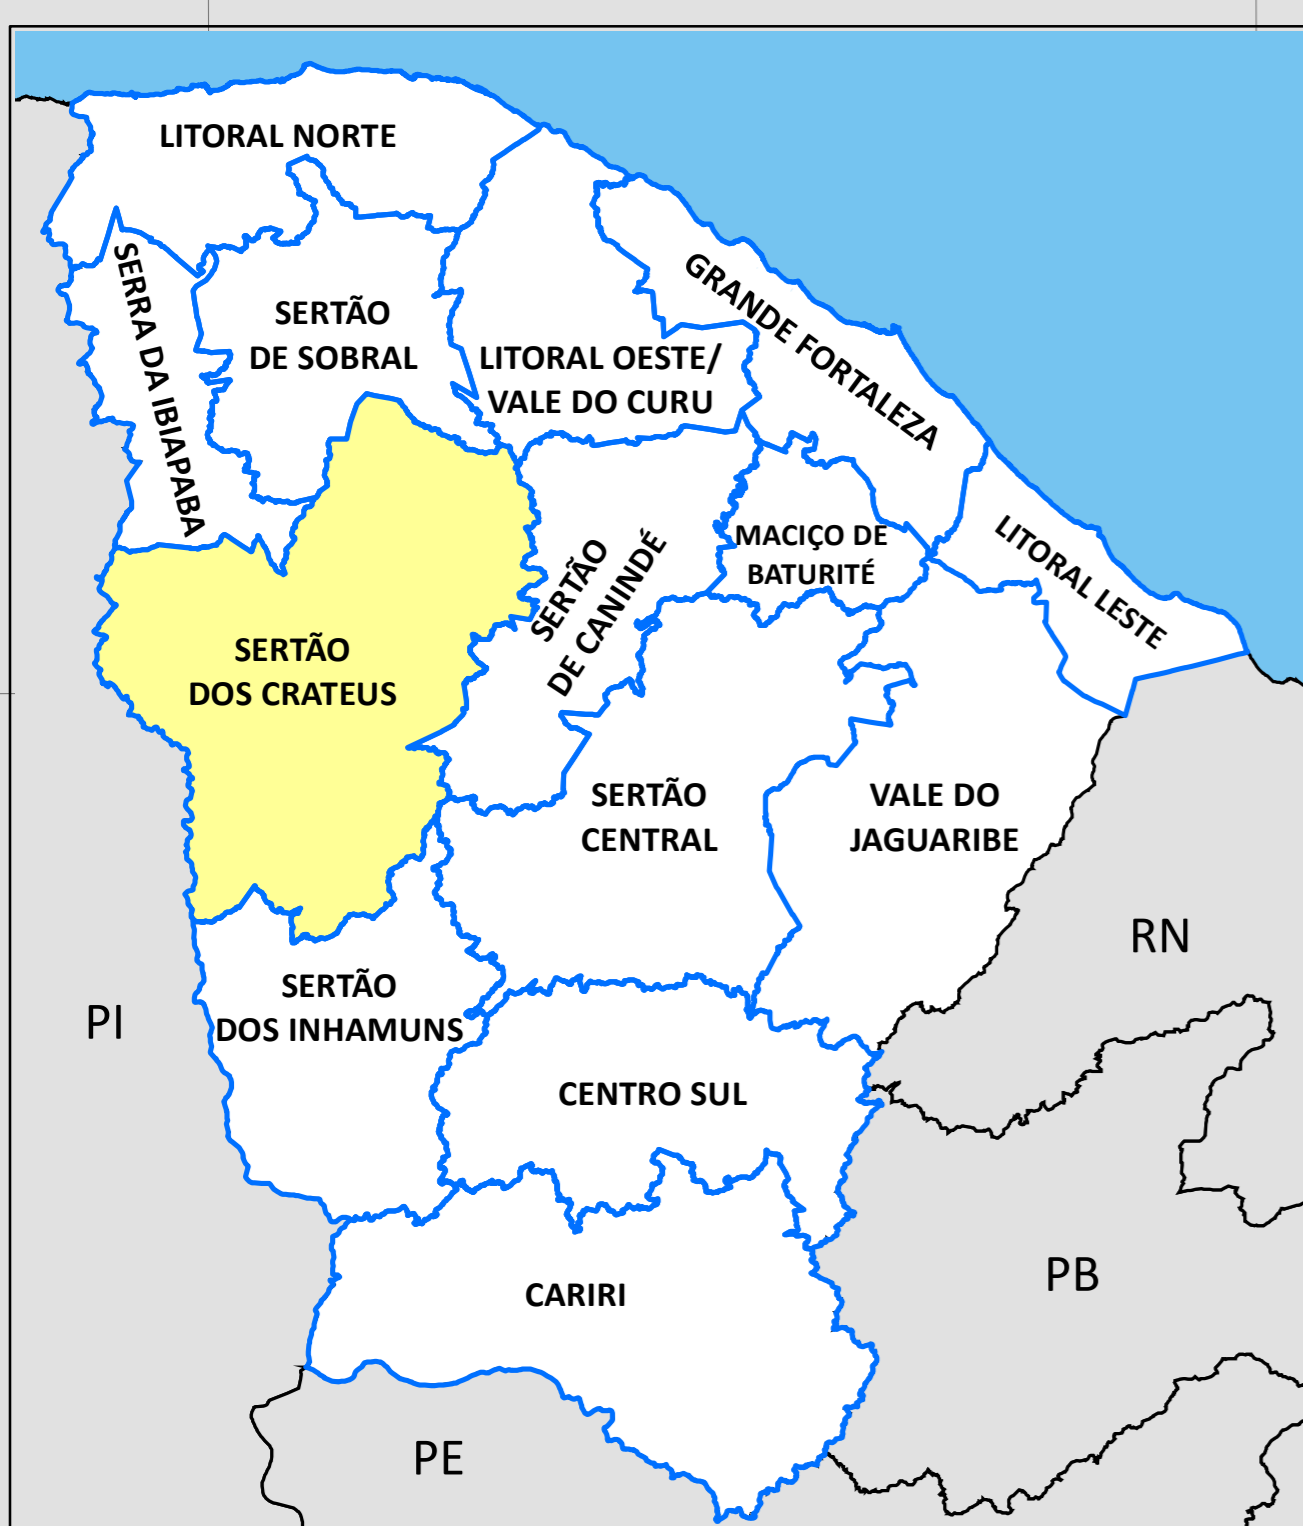 LITORAL NORTE
SERRA DA IBIAPABA
SERTÃO
DE SOBRAL
LITORAL OESTE/
VALE DO CURU
GRANDE FORTALEZA
MACIÇO DE
BATURITÉ
LITORAL LESTE
SERTÃO
DE CANINDÉ
SERTÃO
DOS CRATEUS
SERTÃO
CENTRAL
VALE DO
JAGUARIBE
RN
SERTÃO
DOS INHAMUNS
PI
CENTRO SUL
PB
CARIRI
PE